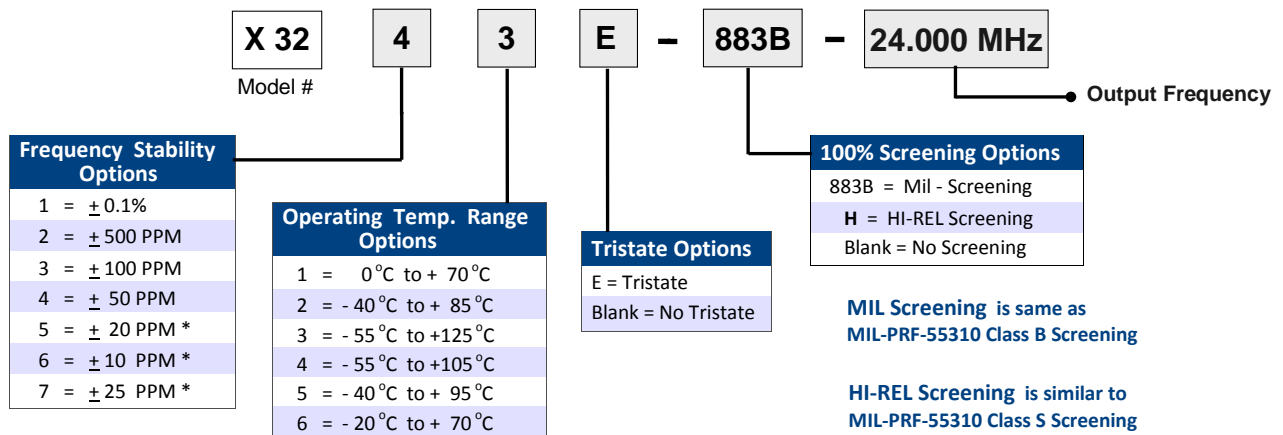 X 32 4 3 E – 883B – 24.000 MHz
Model #
Output Frequency
Frequency Stability
Options
1 = ± 0.1%
2 = ± 500 PPM
3 = ± 100 PPM
4 = ± 50 PPM
5 = ± 20 PPM *
6 = ± 10 PPM *
7 = ± 25 PPM *
Operating Temp. Range
Options
1 = 0 °C to + 70 °C
2 = - 40 °C to + 85 °C
3 = - 55 °C to +125 °C
4 = - 55 °C to +105 °C
5 = - 40 °C to + 95 °C
6 = - 20 °C to + 70 °C
Tristate Options
E = Tristate
Blank = No Tristate
100% Screening Options
883B = Mil - Screening
H = HI-REL Screening
Blank = No Screening
MIL Screening is same as
MIL-PRF-55310 Class B Screening
HI-REL Screening is similar to
MIL-PRF-55310 Class S Screening